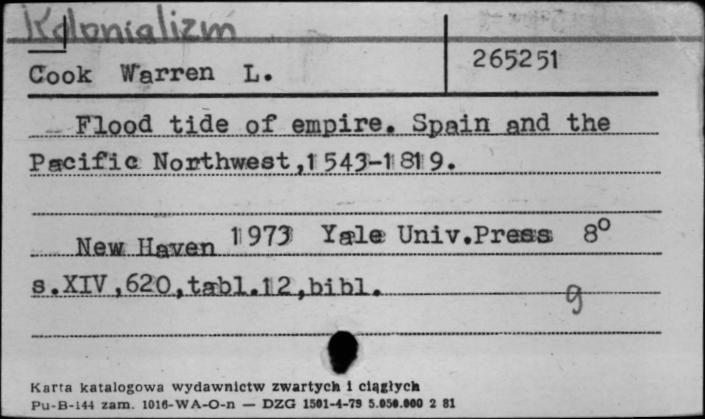 Kolonializm
265251
Cook Warren L.
Flood tide of empire. Spain and the
Pacific Northwest,1543-1819.
New Haven 1973 Yale Univ.Press 8°
s.XIV,620,tabl.12,bibl.
g
Karta katalogowa wydawnictw zwartych i ciągłych
Pu-B-144 zam. 1016-WA-O-n — DZG 1501-4-79 5.050.000 2 81